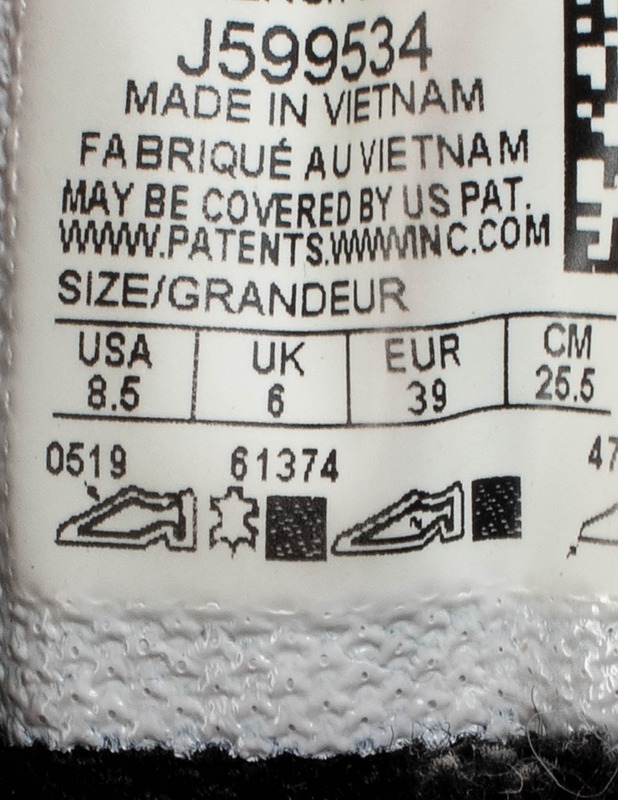 J599534
MADE IN VIETNAM
FABRIQUÉ AU VIETNAM
MAY BE COVERED BY US PAT.
WWW.PATENTS.WWWINC.COM
SIZE/GRANDEUR
USA UK EUR CM
8.5 6 39 25.5
0519 61374 47